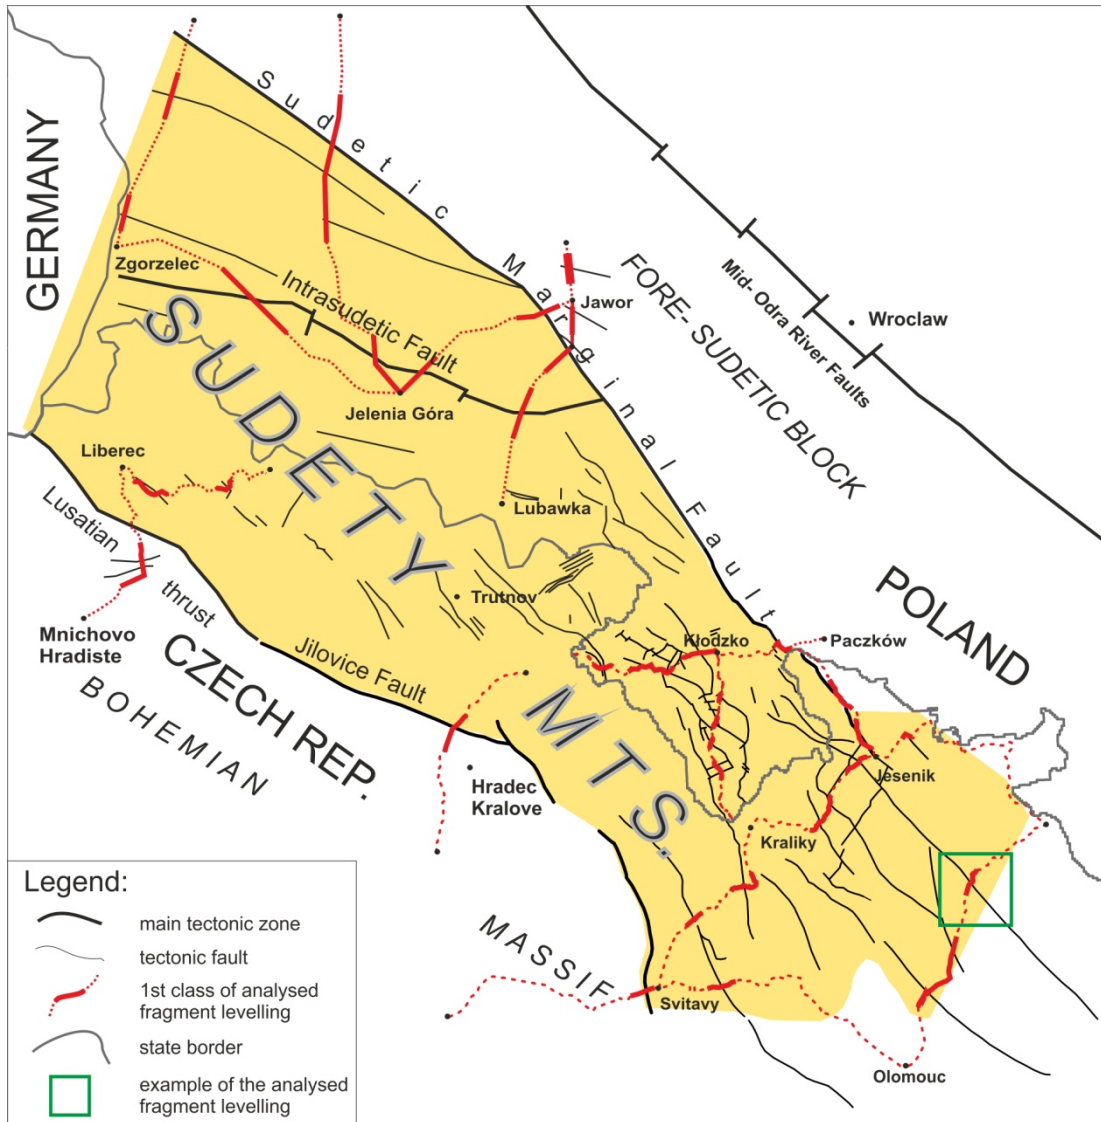 GERMANY
Sudetic Marginal Fault
Zgorzelec
Intrasudetic Fault
Jawor
FORE- SUDETIC BLOCK
Mid- Odra River Faults
Wroclaw
SUDETY
MTS.
Jelenia Góra
Liberec
Lubawka
Lusatian
thrust
Trutnov
POLAND
Mnichovo
Hradiste
Jilovice Fault
Kłodzko
Paczków
CZECH REP.
BOHEMIAN
MASSIF
Hradec
Kralove
Jesenik
Kraliky
Svitavy
Olomouc
Legend:
main tectonic zone
tectonic fault
1st class of analysed
fragment levelling
state border
example of the analysed
fragment levelling